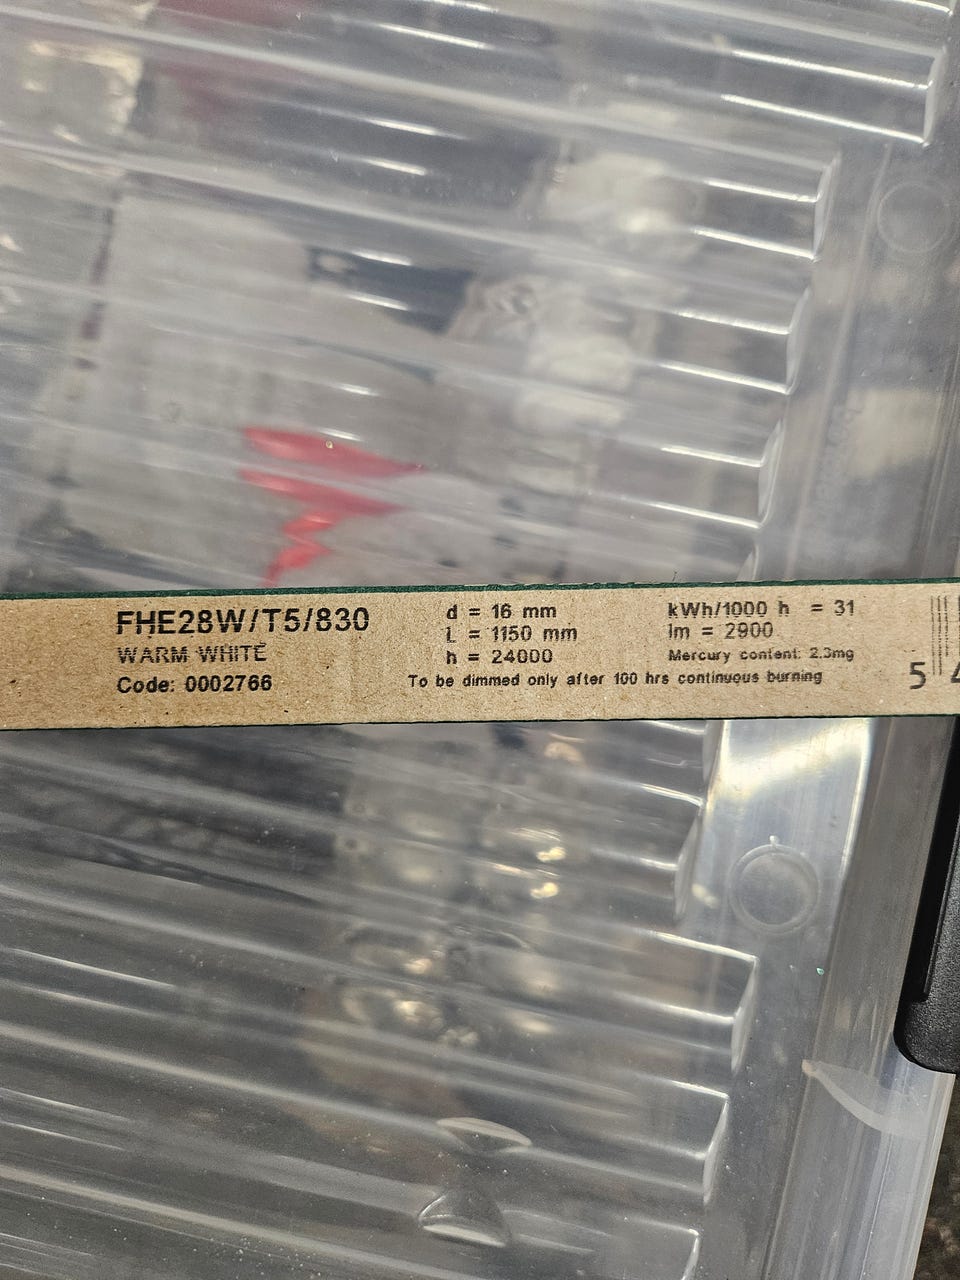 FHE28W/T5/830
WARM WHITE
Code: 0002766
d = 16 mm
L = 1150 mm
h = 24000
kWh/1000 h = 31
lm = 2900
Mercury content: 2.3mg
To be dimmed only after 100 hrs continuous burning
5